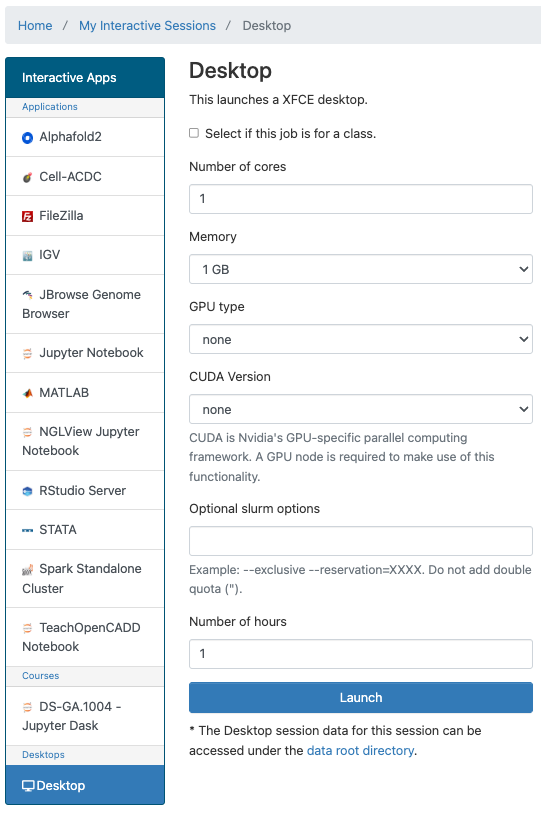 Home / My Interactive Sessions / Desktop
Interactive Apps
Applications
Alphafold2
Cell-ACDC
FileZilla
IGV
JBrowse Genome
Browser
Jupyter Notebook
MATLAB
NGLView Jupyter
Notebook
RStudio Server
STATA
Spark Standalone
Cluster
TeachOpenCADD
Notebook
Courses
DS-GA.1004 -
Jupyter Dask
Desktops
Desktop
Desktop
This launches a XFCE desktop.
Select if this job is for a class.
Number of cores
1
Memory
1 GB
GPU type
none
CUDA Version
none
CUDA is Nvidia's GPU-specific parallel computing
framework. A GPU node is required to make use of this
functionality.
Optional slurm options
Example: --exclusive --reservation=XXXX. Do not add double
quota (").
Number of hours
1
Launch
* The Desktop session data for this session can be
accessed under the data root directory.